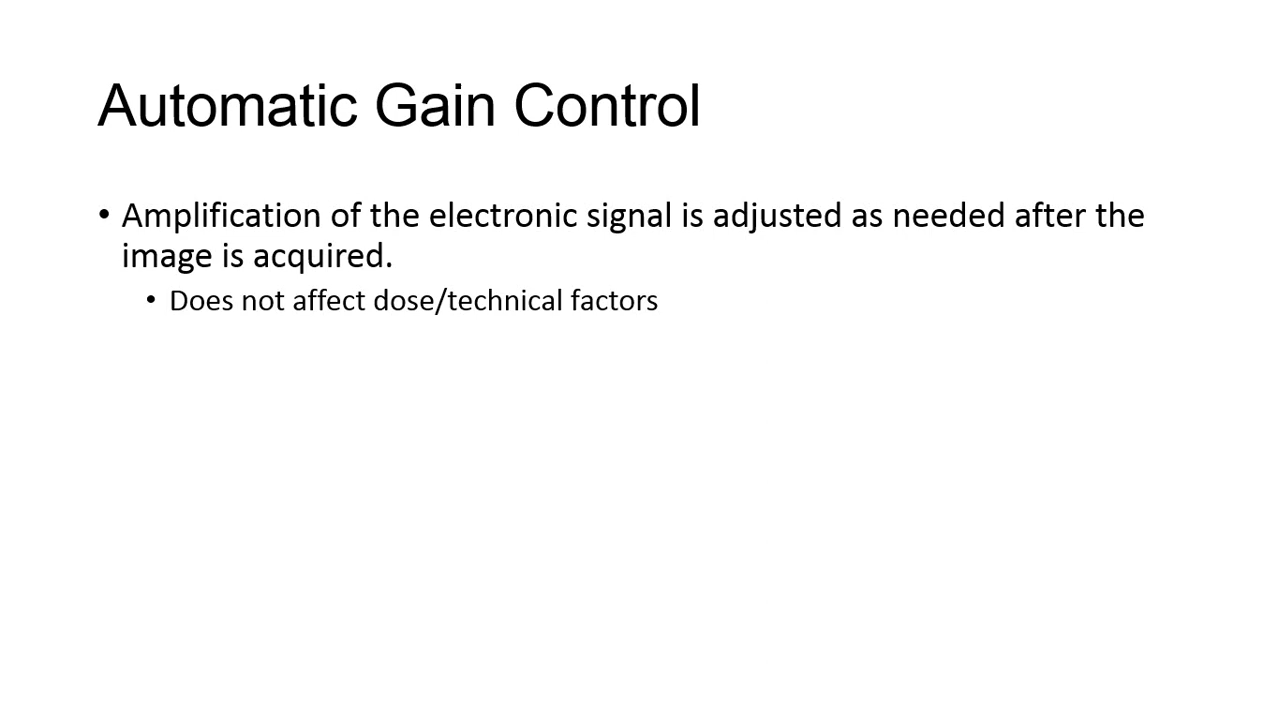 Automatic Gain Control
• Amplification of the electronic signal is adjusted as needed after the
image is acquired.
• Does not affect dose/technical factors